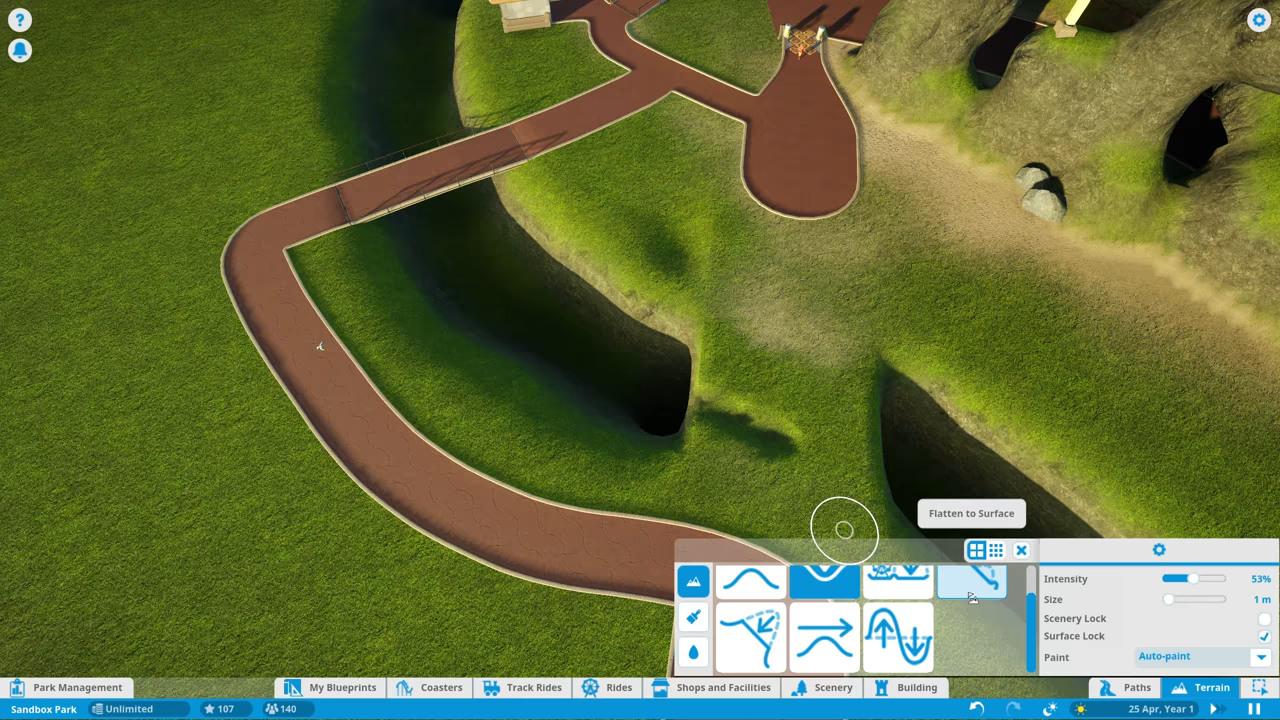 ?
Flatten to Surface
Intensity
53%
Size
1 m
Scenery Lock
Surface Lock
Paint
Auto-paint
Park Management
My Blueprints
Coasters
Track Rides
Rides
Shops and Facilities
Scenery
Building
Paths
Terrain
Sandbox Park
Unlimited
107
140
25 Apr, Year 1